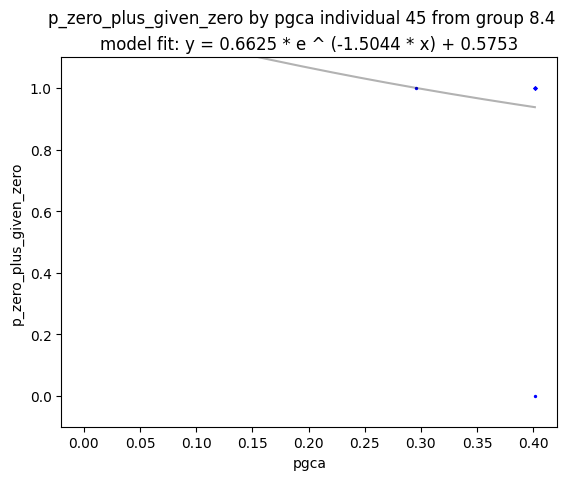 p_zero_plus_given_zero by pgca individual 45 from group 8.4
model fit: y = 0.6625 * e ^ (-1.5044 * x) + 0.5753
1.0
0.8
0.6
0.4
0.2
0.0
p_zero_plus_given_zero
0.00 0.05 0.10 0.15 0.20 0.25 0.30 0.35 0.40
pgca